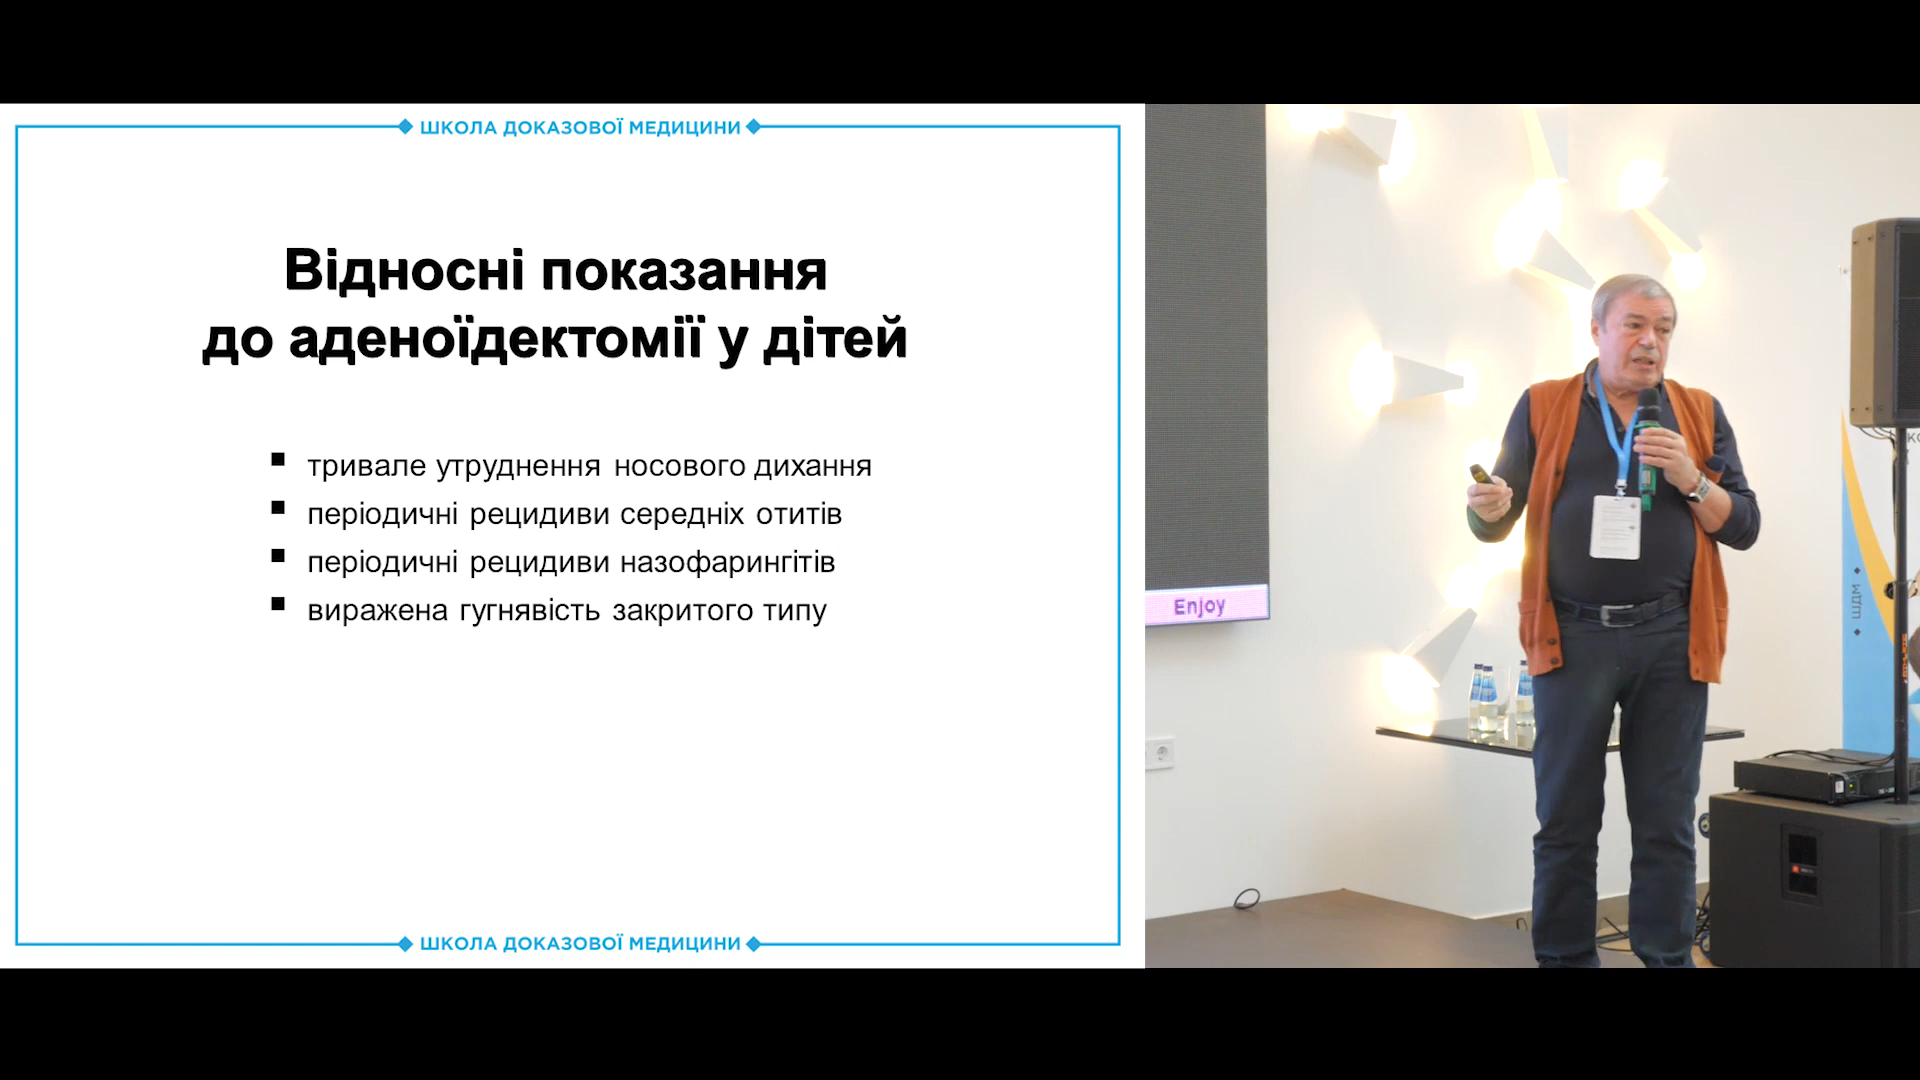 ШКОЛА ДОКАЗОВОЇ МЕДИЦИНИ
Відносні показання
до аденоїдектомії у дітей
▪ тривале утруднення носового дихання
▪ періодичні рецидиви середніх отитів
▪ періодичні рецидиви назофарингітів
▪ виражена гугнявість закритого типу
ШКОЛА ДОКАЗОВОЇ МЕДИЦИНИ
Enjoy
ШДМ